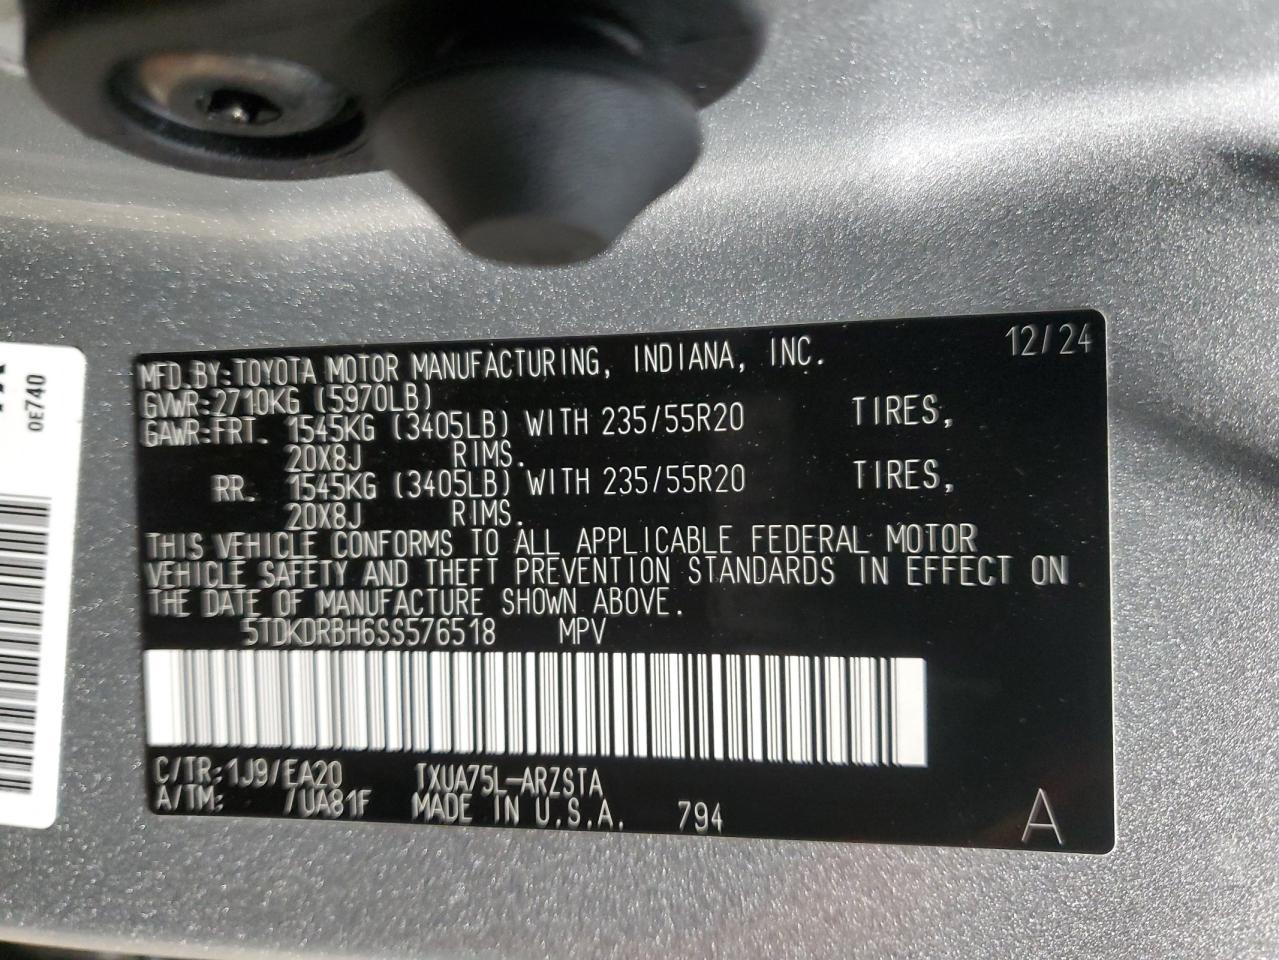 MFD.BY:TOYOTA MOTOR MANUFACTURING, INDIANA, INC. 12/24
GVWR:2710KG (5970LB)
GAWR:FRT. 1545KG (3405LB) WITH 235/55R20 TIRES,
20X8J RIMS.
RR. 1545KG (3405LB) WITH 235/55R20 TIRES,
20X8J RIMS.
THIS VEHICLE CONFORMS TO ALL APPLICABLE FEDERAL MOTOR
VEHICLE SAFETY AND THEFT PREVENTION STANDARDS IN EFFECT ON
THE DATE OF MANUFACTURE SHOWN ABOVE.
5TDKDRBH6SS576518 MPV
C/TR:1J9/EA20 TXUA75L-ARZSTA
A/TM: /UA81F MADE IN U.S.A. 794
A
0E740